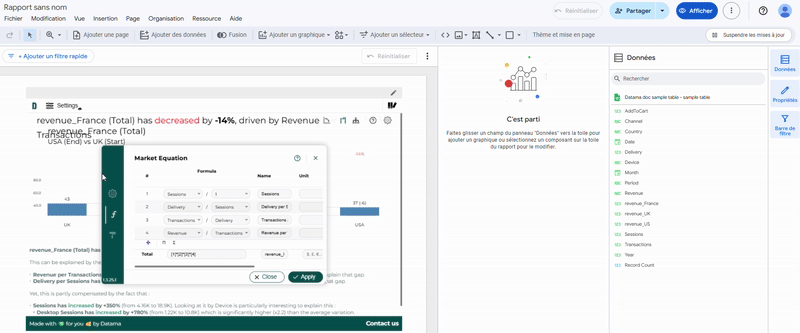 Rapport sans nom
Fichier Modification Vue Insertion Page Organisation Ressource Aide
Réinitialiser Partager Afficher
Ajouter une page Ajouter des données Fusion Ajouter un graphique Ajouter un sélecteur Thème et mise en page Suspendre les mises à jour
+ Ajouter un filtre rapide Réinitialiser
Settings
revenue_France (Total) has decreased by -14%, driven by Revenue
Transactions
revenue_France (Total)
USA (End) vs UK (Start)
Market Equation
# Formula Name Unit
1 Sessions / 1 Sessions
2 Delivery / Sessions Delivery per S
3 Transactions / Delivery Transactions
4 Revenue / Transactions Revenue per
Total [1]*[2]*[3]*[4] revenue_
Close Apply
43
UK
USA
revenue_France (Total) has
This can be explained by the
Revenue per Transactions
Delivery per Sessions has
Yet, this is partly compensated by the fact that :
Sessions has increased by +350% (from 4.16K to 18.9K). Looking at it by Device is particularly interesting to explain this :
Desktop Sessions has increased by +780% (from 1.22K to 10.8K) which is significantly higher (x2.2) than the average variation
Made with for you by Datama Contact us
C'est parti
Faites glisser un champ du panneau "Données" vers la toile pour
ajouter un graphique ou sélectionnez un composant sur la toile
du rapport pour le modifier.
Données
Rechercher
Datama doc sample table - sample table
AddToCart
Channel
Country
Date
Delivery
Device
Month
Period
Revenue
revenue_France
revenue_UK
revenue_US
Sessions
Transactions
Year
Record Count
Données
Propriétés
Barre de
filtre